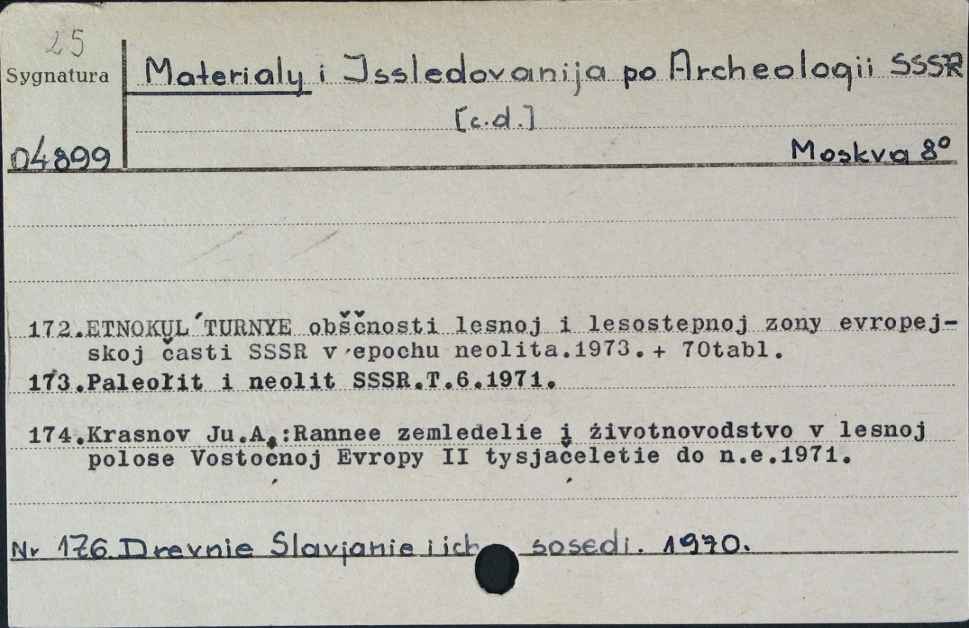 25
Sygnatura
Materialy i Issledovanija po Archeologii SSSR
[c.d.]
04899
Moskva 8°
172.ETNOKUL´TURNYE obščnosti lesnoj i lesostepnoj zony evropej-
skoj časti SSSR v epochu neolita.1973.+ 70tabl.
173.Paleolit i neolit SSSR.T.6.1971.
174.Krasnov Ju.A.:Rannee zemledelie i životnovodstvo v lesnoj
polose Vostocnoj Evropy II tysjačeletie do n.e.1971.
Nr 176 Drevnie Slavjanie i ich sosedi. 1970.